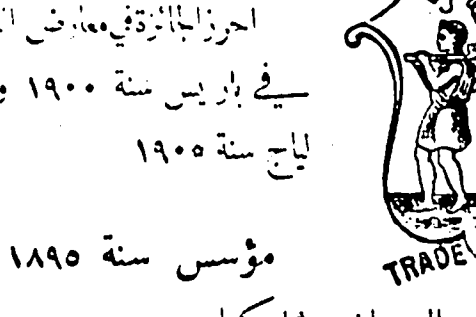 احرز الجائزة في معارض
في باريس سنة ١٩٠٠ و
لياج سنة ١٩٠٥
مؤسس سنة ١٨٩٥
TRADE